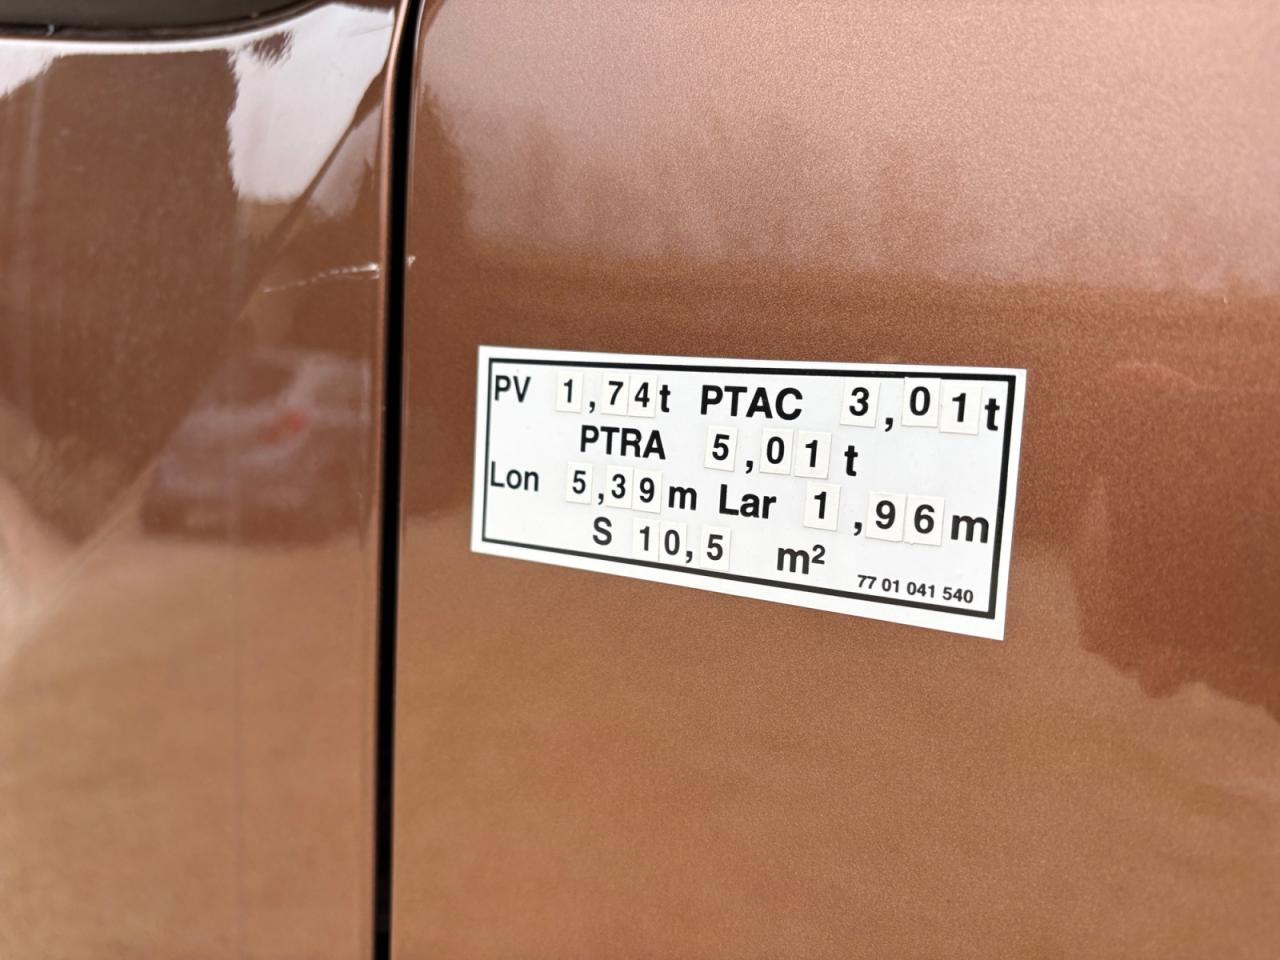 PV 1,74t PTAC 3,01t
PTRA 5,01 t
Lon 5,39m Lar 1,96m
S 10,5 m²
77 01 041 540